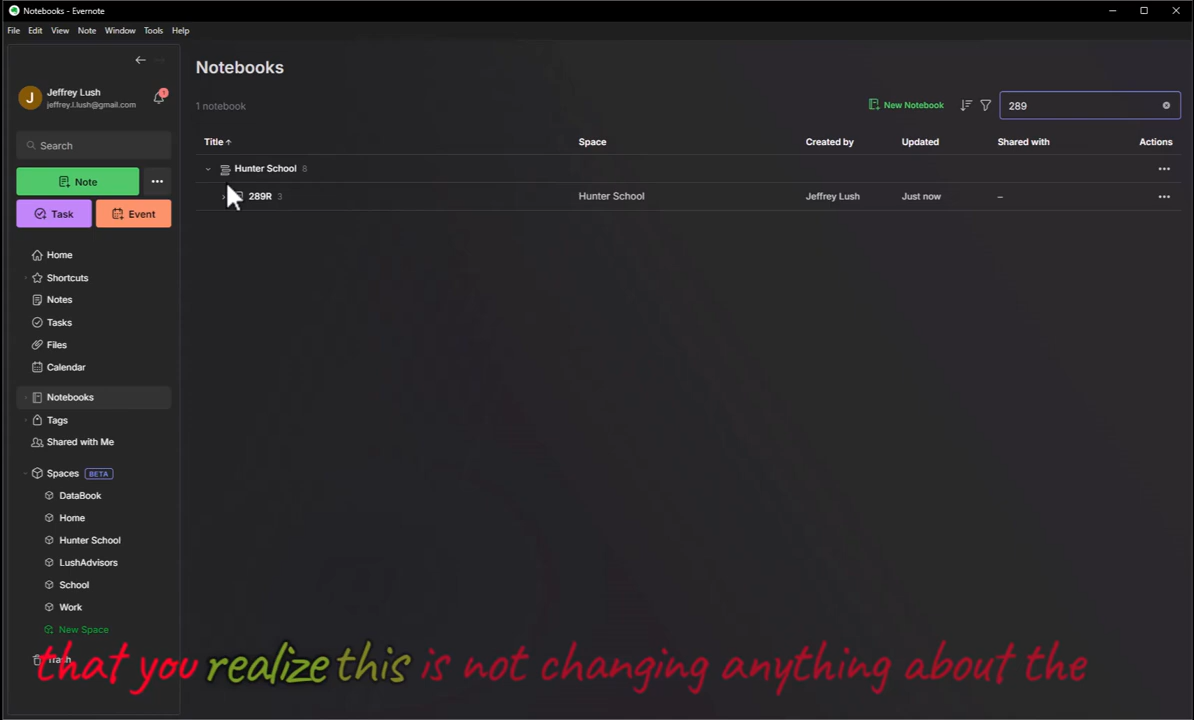 Notebooks - Evernote
File Edit View Note Window Tools Help
J
Jeffrey Lush
jeffrey.l.lush@gmail.com
1
Search
Note
Task
Event
Home
Shortcuts
Notes
Tasks
Files
Calendar
Notebooks
Tags
Shared with Me
Spaces BETA
DataBook
Home
Hunter School
LushAdvisors
School
Work
New Space
Trash
Notebooks
1 notebook
New Notebook
289
Title Space Created by Updated Shared with Actions
Hunter School 8
289R 3 Hunter School Jeffrey Lush Just now –
that you realize this is not changing anything about the